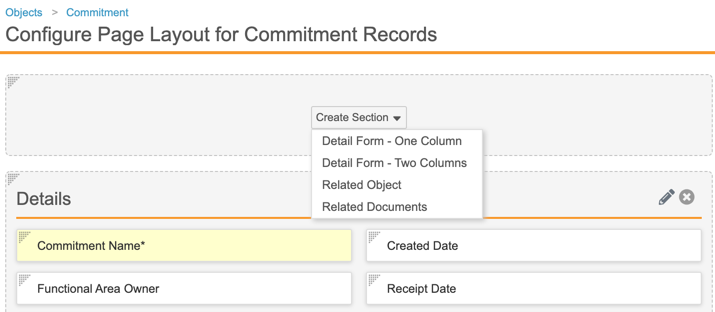 Objects > Commitment
Configure Page Layout for Commitment Records
Create Section
Detail Form - One Column
Detail Form - Two Columns
Related Object
Related Documents
Details
Commitment Name*
Created Date
Functional Area Owner
Receipt Date